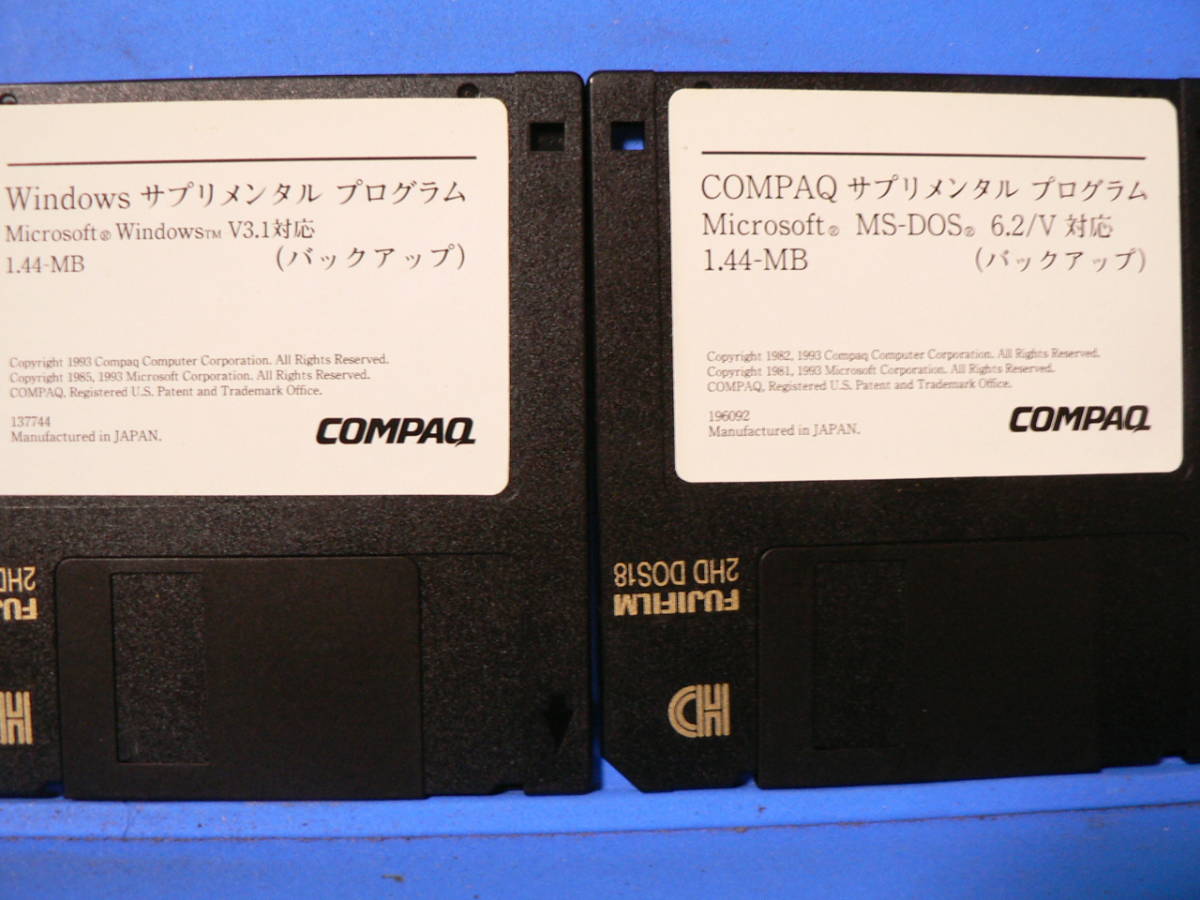 Windows サプリメンタル プログラム
Microsoft® Windows™ V3.1対応
1.44-MB (バックアップ)
Copyright 1993 Compaq Computer Corporation. All Rights Reserved.
Copyright 1985, 1993 Microsoft Corporation. All Rights Reserved.
COMPAQ, Registered U.S. Patent and Trademark Office.
137744
Manufactured in JAPAN.
COMPAQ
2HD
FUJI
HD
COMPAQ サプリメンタル プログラム
Microsoft® MS-DOS® 6.2/V 対応
1.44-MB (バックアップ)
Copyright 1982, 1993 Compaq Computer Corporation. All Rights Reserved.
Copyright 1981, 1993 Microsoft Corporation. All Rights Reserved.
COMPAQ, Registered U.S. Patent and Trademark Office.
196092
Manufactured in JAPAN.
COMPAQ
FUJIFILM
2HD DOS18
HD